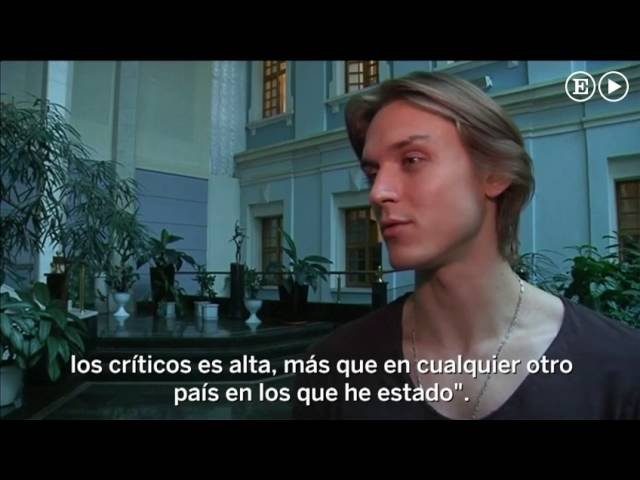 E
los críticos es alta, más que en cualquier otro
país en los que he estado".